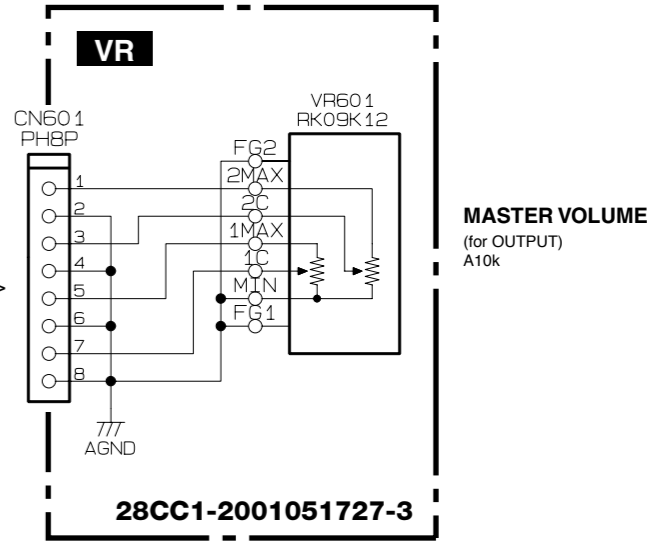 VR
CN601
PH8P
VR601
RK09K12
FG2
2MAX
2C
1MAX
1C
MIN
FG1
1
2
3
4
5
6
7
8
AGND
MASTER VOLUME
(for OUTPUT)
A10k
28CC1-2001051727-3